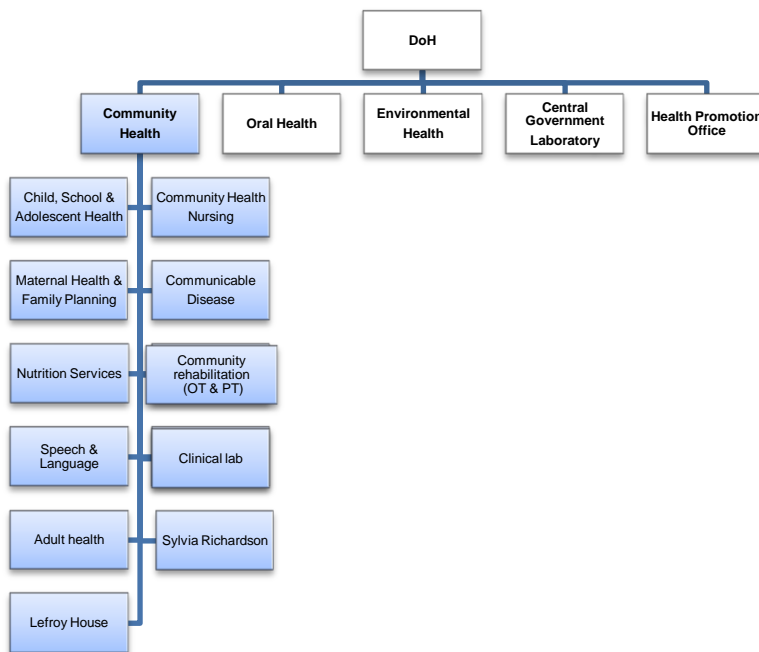 DoH
Community
Health
Oral Health
Environmental
Health
Central
Government
Laboratory
Health Promotion
Office
Child, School &
Adolescent Health
Community Health
Nursing
Maternal Health &
Family Planning
Communicable
Disease
Nutrition Services
Community
rehabilitation
(OT & PT)
Speech &
Language
Clinical lab
Adult health
Sylvia Richardson
Lefroy House